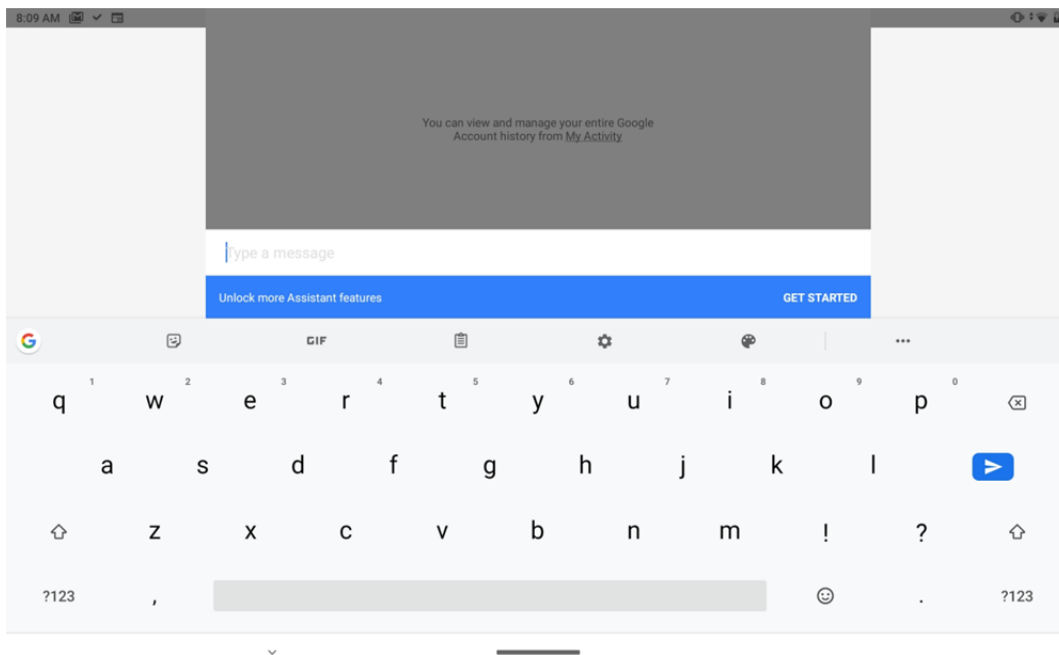 8:09 AM
You can view and manage your entire Google
Account history from My Activity
Type a message
Unlock more Assistant features GET STARTED
G GIF
1 2 3 4 5 6 7 8 9 0
q w e r t y u i o p
a s d f g h j k l
z x c v b n m ! ?
?123 , . ?123